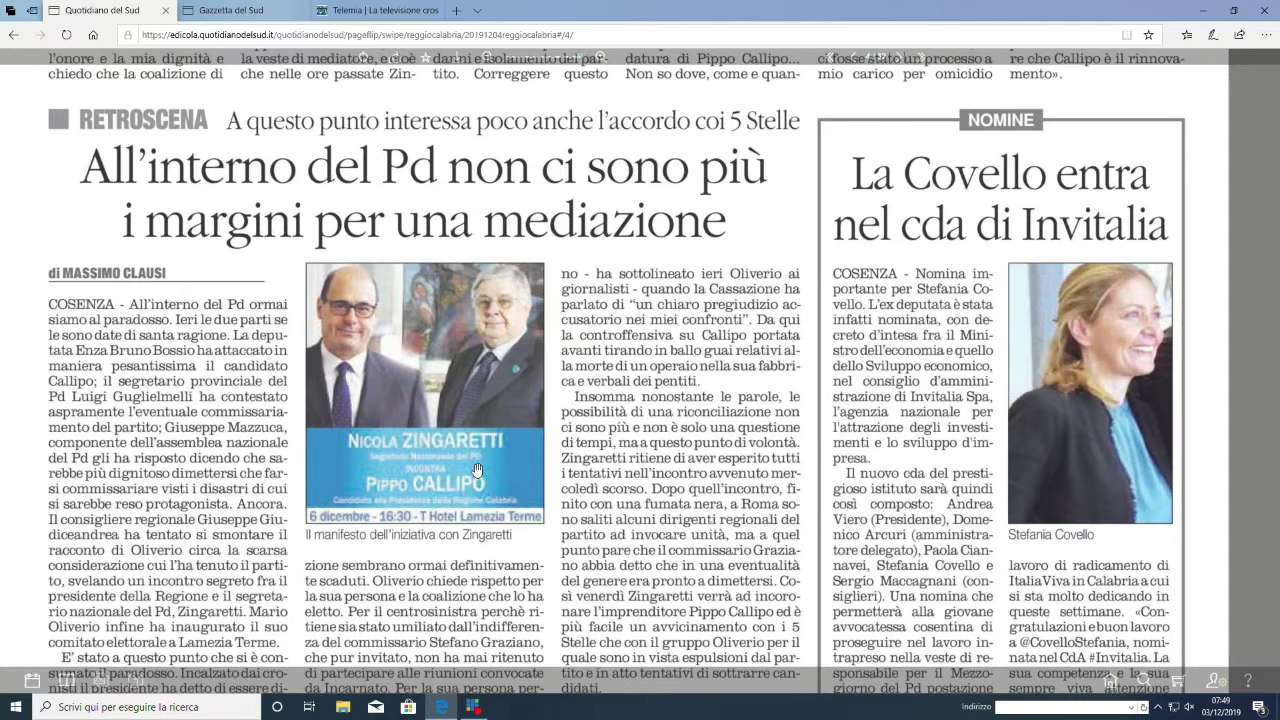 https://edicola.quotidianodelsud.it/quotidianodelsud/pageflip/swipe/reggiocalabria/20191204reggiocalabria#/4/
l'onore e la mia dignità e
chiedo che la coalizione di
che nelle ore passate Zin-
danni e isolamento del par-
tito. Correggere questo
datura di Pippo Callipo...
Non so dove, come e quan-
ci fosse stato un processo a
mio carico per omicidio
re che Callipo è il rinnova-
mento».
RETROSCENA A questo punto interessa poco anche l'accordo coi 5 Stelle
All'interno del Pd non ci sono più
i margini per una mediazione
di MASSIMO CLAUSI
COSENZA - All'interno del Pd ormai
siamo al paradosso. Ieri le due parti se
le sono date di santa ragione. La depu-
tata Enza Bruno Bossio ha attaccato in
maniera pesantissima il candidato
Callipo; il segretario provinciale del
Pd Luigi Guglielmelli ha contestato
aspramente l'eventuale commissaria-
mento del partito; Giuseppe Mazzuca,
componente dell'assemblea nazionale
del Pd gli ha risposto dicendo che sa-
rebbe più dignitoso dimettersi che far-
si commissariare visti i disastri di cui
si sarebbe reso protagonista. Ancora.
Il consigliere regionale Giuseppe Giu-
diceandrea ha tentato si smontare il
racconto di Oliverio circa la scarsa
considerazione cui l'ha tenuto il parti-
to, svelando un incontro segreto fra il
presidente della Regione e il segreta-
rio nazionale del Pd, Zingaretti. Mario
Oliverio infine ha inaugurato il suo
comitato elettorale a Lamezia Terme.
E' stato a questo punto che si è con-
NICOLA ZINGARETTI
Segretario Nazionale del PD
INCONTRA
PIPPO CALLIPO
Candidato alla Presidenza della Regione Calabria
6 dicembre - 16:30 - T Hotel Lamezia Terme
Il manifesto dell'iniziativa con Zingaretti
zione sembrano ormai definitivamen-
te scaduti. Oliverio chiede rispetto per
la sua persona e la coalizione che lo ha
eletto. Per il centrosinistra perchè ri-
tiene sia stato umiliato dall'indifferen-
za del commissario Stefano Graziano,
che pur invitato, non ha mai ritenuto
di partecipare alle riunioni convocate
da Incarnato. Per la sua persona per-
no - ha sottolineato ieri Oliverio ai
giornalisti - quando la Cassazione ha
parlato di "un chiaro pregiudizio ac-
cusatorio nei miei confronti". Da qui
la controffensiva su Callipo portata
avanti tirando in ballo guai relativi al-
la morte di un operaio nella sua fabbri-
ca e verbali dei pentiti.
Insomma nonostante le parole, le
possibilità di una riconciliazione non
ci sono più e non è solo una questione
di tempi, ma a questo punto di volontà.
Zingaretti ritiene di aver esperito tutti
i tentativi nell'incontro avvenuto mer-
coledì scorso. Dopo quell'incontro, fi-
nito con una fumata nera, a Roma so-
no saliti alcuni dirigenti regionali del
partito ad invocare unità, ma a quel
punto pare che il commissario Grazia-
no abbia detto che in una eventualità
del genere era pronto a dimettersi. Co-
sì venerdì Zingaretti verrà ad incoro-
nare l'imprenditore Pippo Callipo ed è
più facile un avvicinamento con i 5
Stelle che con il gruppo Oliverio per il
quale sono in vista espulsioni dal par-
tito e in atto tentativi di sottrarre can-
didati.
NOMINE
La Covello entra
nel cda di Invitalia
COSENZA - Nomina im-
portante per Stefania Co-
vello. L'ex deputata è stata
infatti nominata, con de-
creto d'intesa fra il Mini-
stro dell'economia e quello
dello Sviluppo economico,
nel consiglio d'ammini-
strazione di Invitalia Spa,
l'agenzia nazionale per
l'attrazione degli investi-
menti e lo sviluppo d'im-
presa.
Il nuovo cda del presti-
gioso istituto sarà quindi
così composto: Andrea
Viero (Presidente), Dome-
nico Arcuri (amministra-
tore delegato), Paola Cian-
navei, Stefania Covello e
Sergio Maccagnani (con-
siglieri). Una nomina che
permetterà alla giovane
avvocatessa cosentina di
proseguire nel lavoro in-
trapreso nella veste di re-
sponsabile per il Mezzo-
giorno del Pd postazione
Stefania Covello
lavoro di radicamento di
ItaliaViva in Calabria a cui
si sta molto dedicando in
queste settimane. «Con-
gratulazioni e buon lavoro
a @CovelloStefania, nomi-
nata nel CdA #Invitalia. La
sua competenza e la sua
sempre viva attenzione
Scrivi qui per eseguire la ricerca
Indirizzo
07:49
03/12/2019